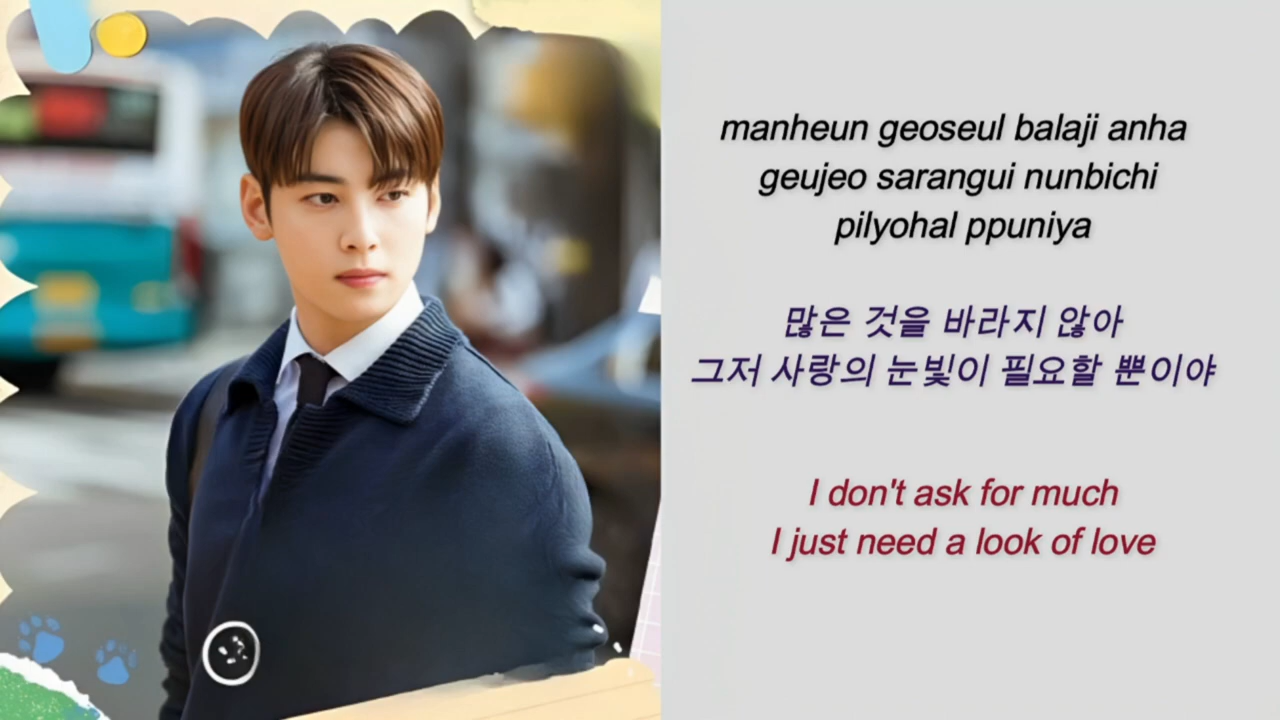 manheun geoseul balaji anha
geujeo sarangui nunbichi
pilyohal ppuniya
많은 것을 바라지 않아
그저 사랑의 눈빛이 필요할 뿐이야
I don't ask for much
I just need a look of love